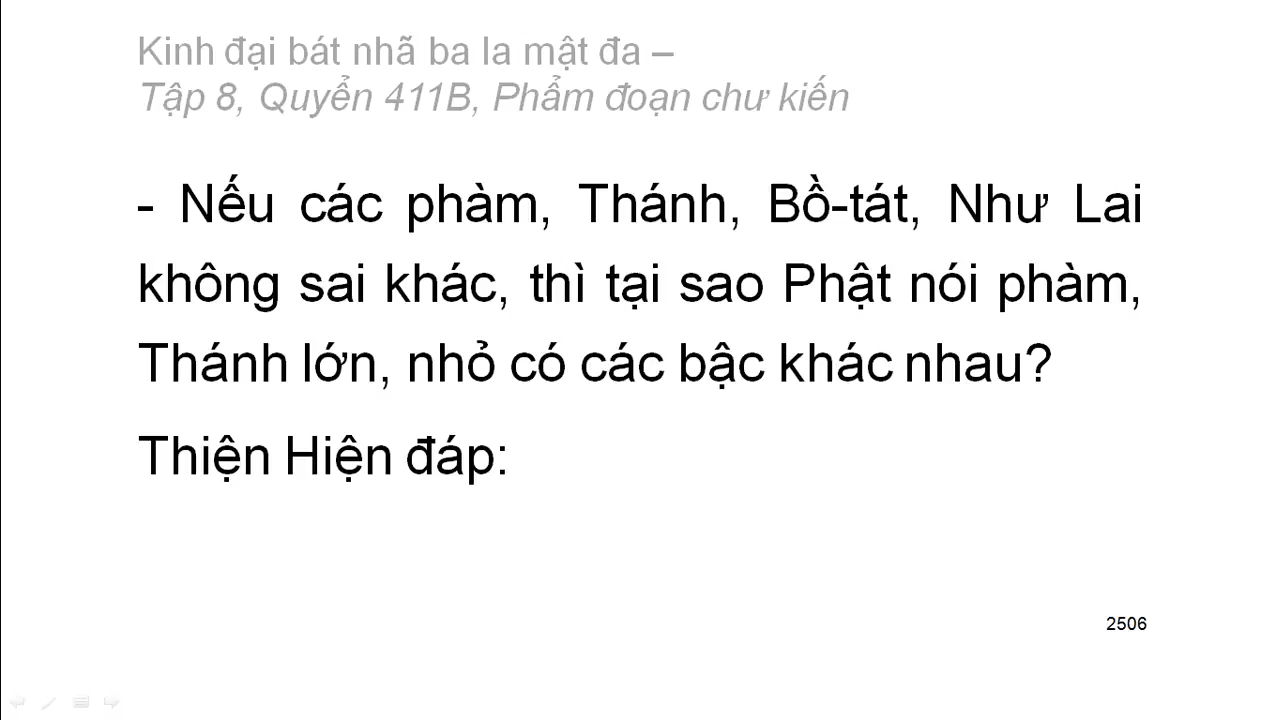 Kinh đại bát nhã ba la mật đa –
Tập 8, Quyển 411B, Phẩm đoạn chư kiến
- Nếu các phàm, Thánh, Bồ-tát, Như Lai
không sai khác, thì tại sao Phật nói phàm,
Thánh lớn, nhỏ có các bậc khác nhau?
Thiện Hiện đáp:
2506